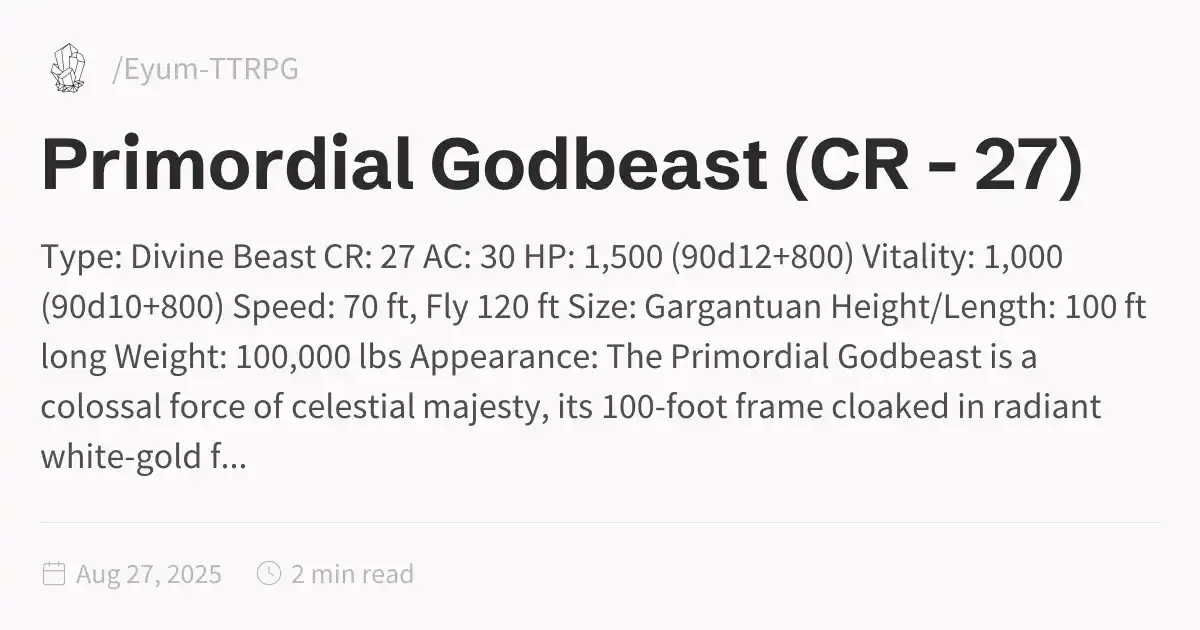 /Eyum-TTRPG
Primordial Godbeast (CR - 27)
Type: Divine Beast CR: 27 AC: 30 HP: 1,500 (90d12+800) Vitality: 1,000
(90d10+800) Speed: 70 ft, Fly 120 ft Size: Gargantuan Height/Length: 100 ft
long Weight: 100,000 lbs Appearance: The Primordial Godbeast is a
colossal force of celestial majesty, its 100-foot frame cloaked in radiant
white-gold f...
Aug 27, 2025 2 min read